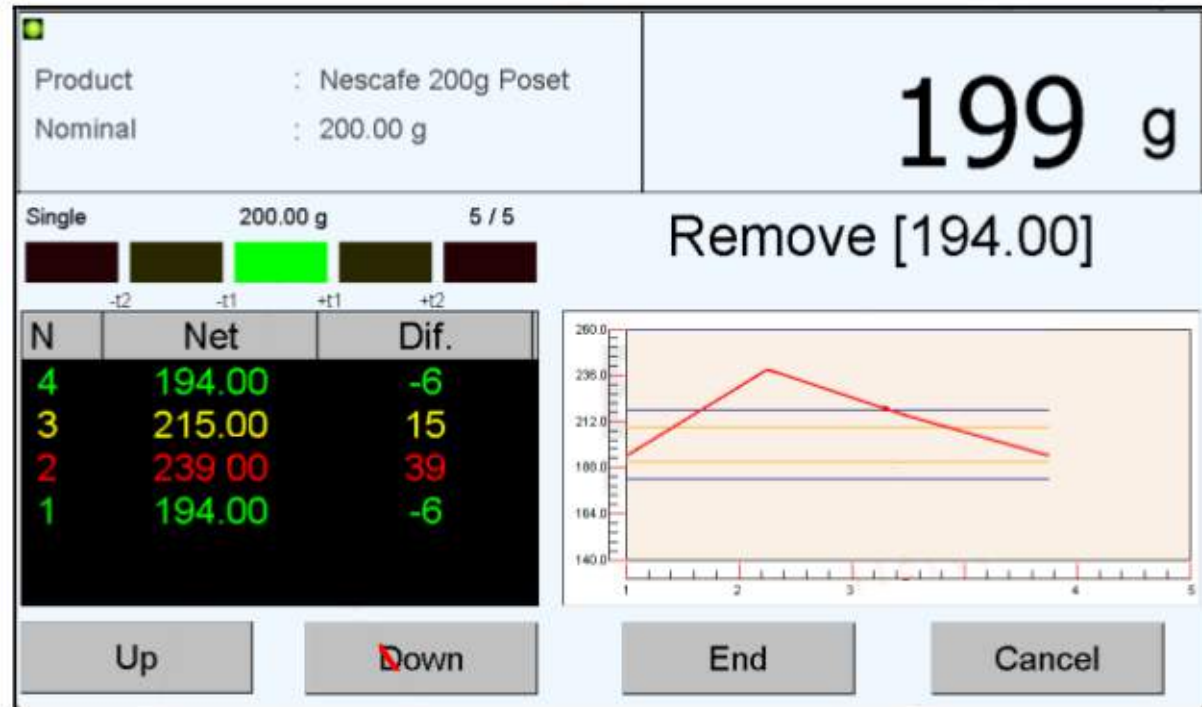 Product : Nescafe 200g Poset
Nominal : 200.00 g
199 g
Single 200.00 g 5 / 5
-t2 -t1 +t1 +t2
Remove [194.00]
N Net Dif.
4 194.00 -6
3 215.00 15
2 239 00 39
1 194.00 -6
260.0
236.0
212.0
188.0
164.0
140.0
1 2 3 4 5
Up Down End Cancel